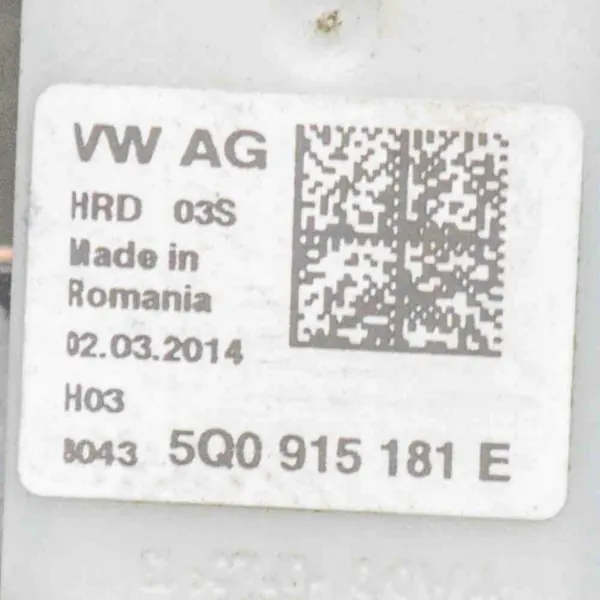 VW AG
HRD 03S
Made in
Romania
02.03.2014
H03
8043 5Q0 915 181 E